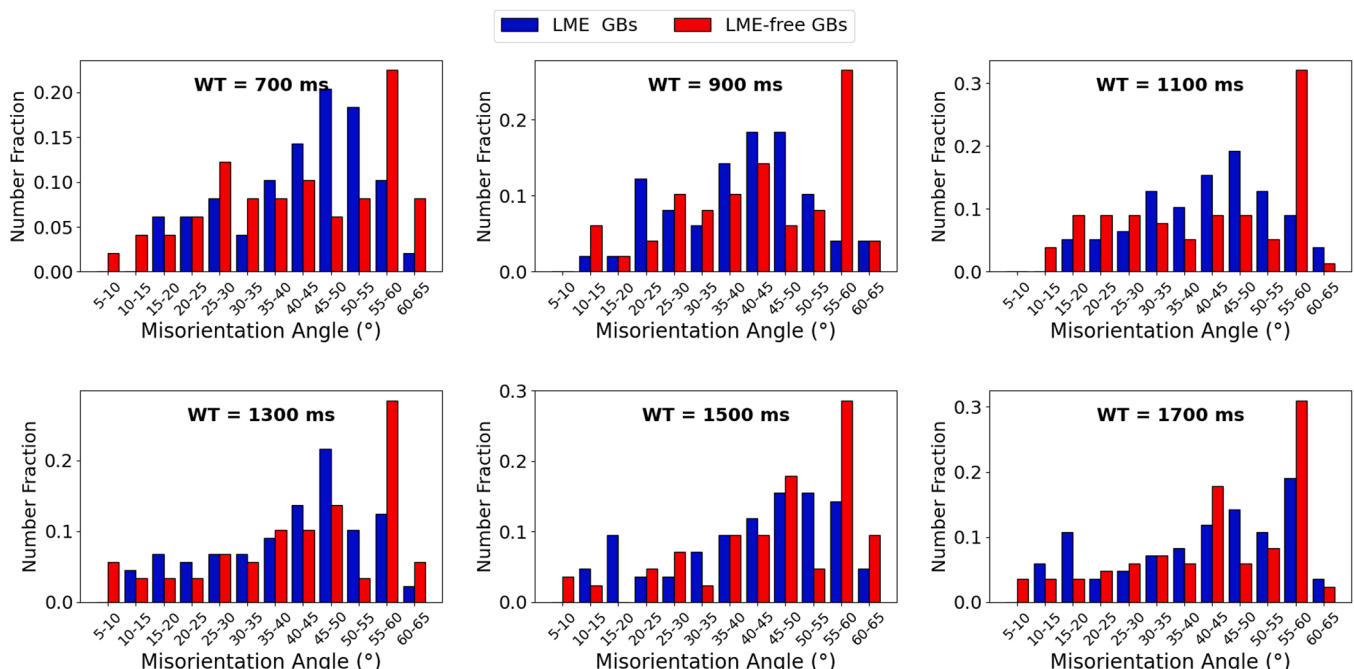 LME GBs LME-free GBs
WT = 700 ms
Number Fraction
0.20
0.15
0.10
0.05
0.00
5-10 10-15 15-20 20-25 25-30 30-35 35-40 40-45 45-50 50-55 55-60 60-65
Misorientation Angle (°)
WT = 900 ms
Number Fraction
0.2
0.1
0.0
5-10 10-15 15-20 20-25 25-30 30-35 35-40 40-45 45-50 50-55 55-60 60-65
Misorientation Angle (°)
WT = 1100 ms
Number Fraction
0.3
0.2
0.1
0.0
5-10 10-15 15-20 20-25 25-30 30-35 35-40 40-45 45-50 50-55 55-60 60-65
Misorientation Angle (°)
WT = 1300 ms
Number Fraction
0.2
0.1
0.0
5-10 10-15 15-20 20-25 25-30 30-35 35-40 40-45 45-50 50-55 55-60 60-65
Misorientation Angle (°)
WT = 1500 ms
Number Fraction
0.3
0.2
0.1
0.0
5-10 10-15 15-20 20-25 25-30 30-35 35-40 40-45 45-50 50-55 55-60 60-65
Misorientation Angle (°)
WT = 1700 ms
Number Fraction
0.3
0.2
0.1
0.0
5-10 10-15 15-20 20-25 25-30 30-35 35-40 40-45 45-50 50-55 55-60 60-65
Misorientation Angle (°)